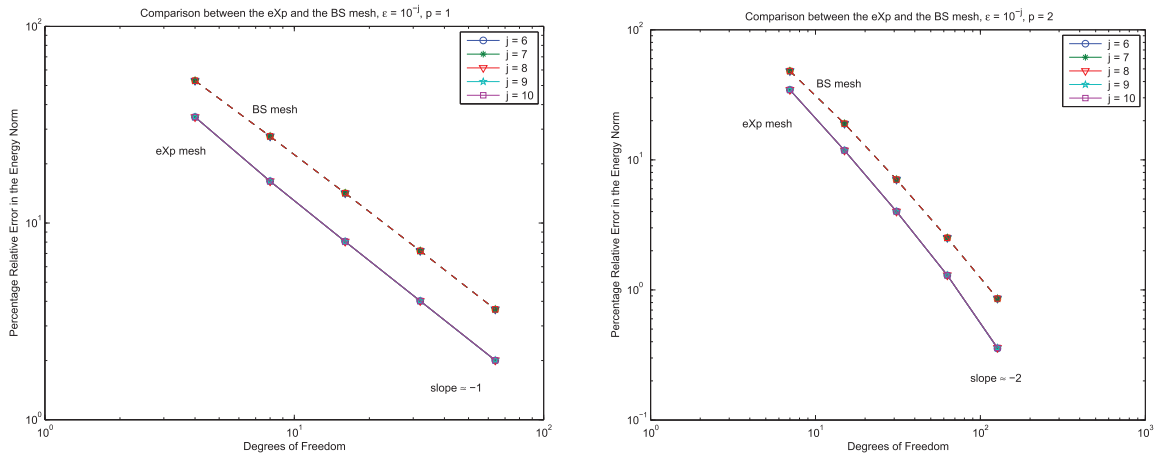 Comparison between the eXp and the BS mesh, ε = 10^−j, p = 1
10^2
10^1
10^0
Percentage Relative Error in the Energy Norm
j = 6
j = 7
j = 8
j = 9
j = 10
BS mesh
eXp mesh
slope ≃ −1
10^0
10^1
10^2
Degrees of Freedom
Comparison between the eXp and the BS mesh, ε = 10^−j, p = 2
10^2
10^1
10^0
10^−1
Percentage Relative Error in the Energy Norm
j = 6
j = 7
j = 8
j = 9
j = 10
BS mesh
eXp mesh
slope ≃ −2
10^0
10^1
10^2
10^3
Degrees of Freedom